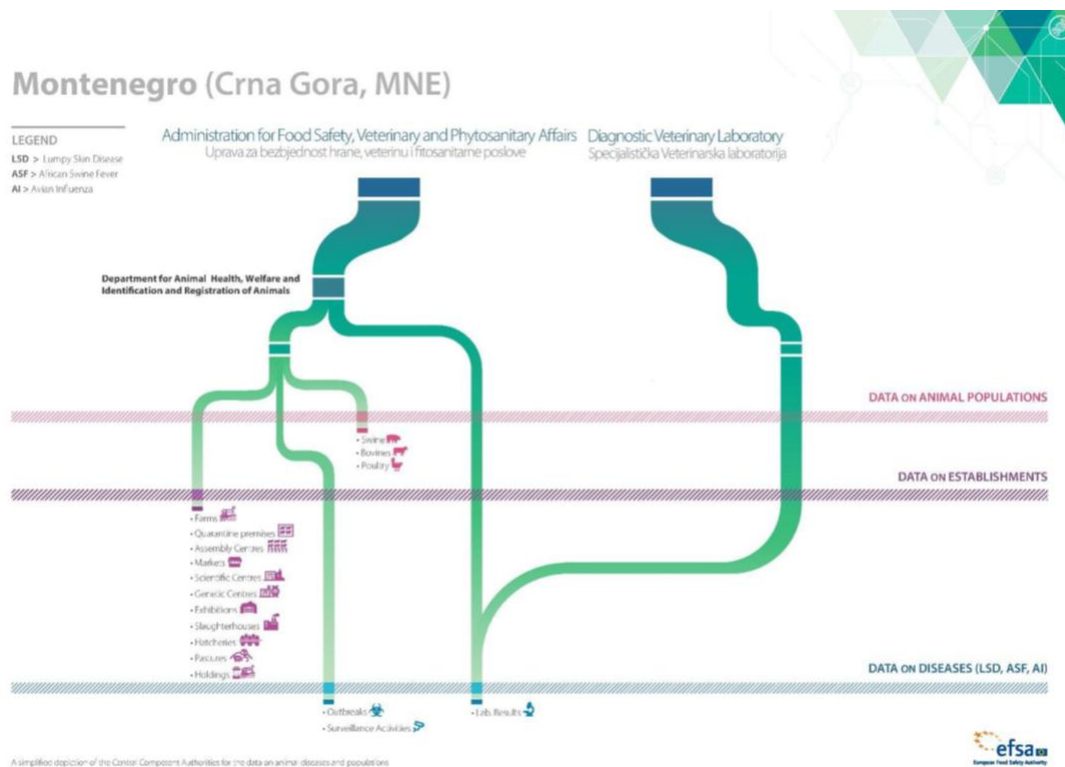 Montenegro (Crna Gora, MNE)
LEGEND
LSD > Lumpy Skin Disease
ASF > African Swine Fever
AI > Avian Influenza
Administration for Food Safety, Veterinary and Phytosanitary Affairs
Uprava za bezbjednost hrane, veterinu i fitosanitarne poslove
Diagnostic Veterinary Laboratory
Specijalistička Veterinarska laboratorija
Department for Animal Health, Welfare and
Identification and Registration of Animals
DATA ON ANIMAL POPULATIONS
• Swine
• Bovines
• Poultry
DATA ON ESTABLISHMENTS
• Farms
• Quarantine premises
• Assembly Centres
• Markets
• Scientific Centres
• Genetic Centres
• Exhibitions
• Slaughterhouses
• Hatcheries
• Pastures
• Holdings
DATA ON DISEASES (LSD, ASF, AI)
• Outbreaks
• Surveillance Activities
• Lab. Results
efsa
European Food Safety Authority
A simplified depiction of the Central Competent Authorities for the data on animal diseases and populations